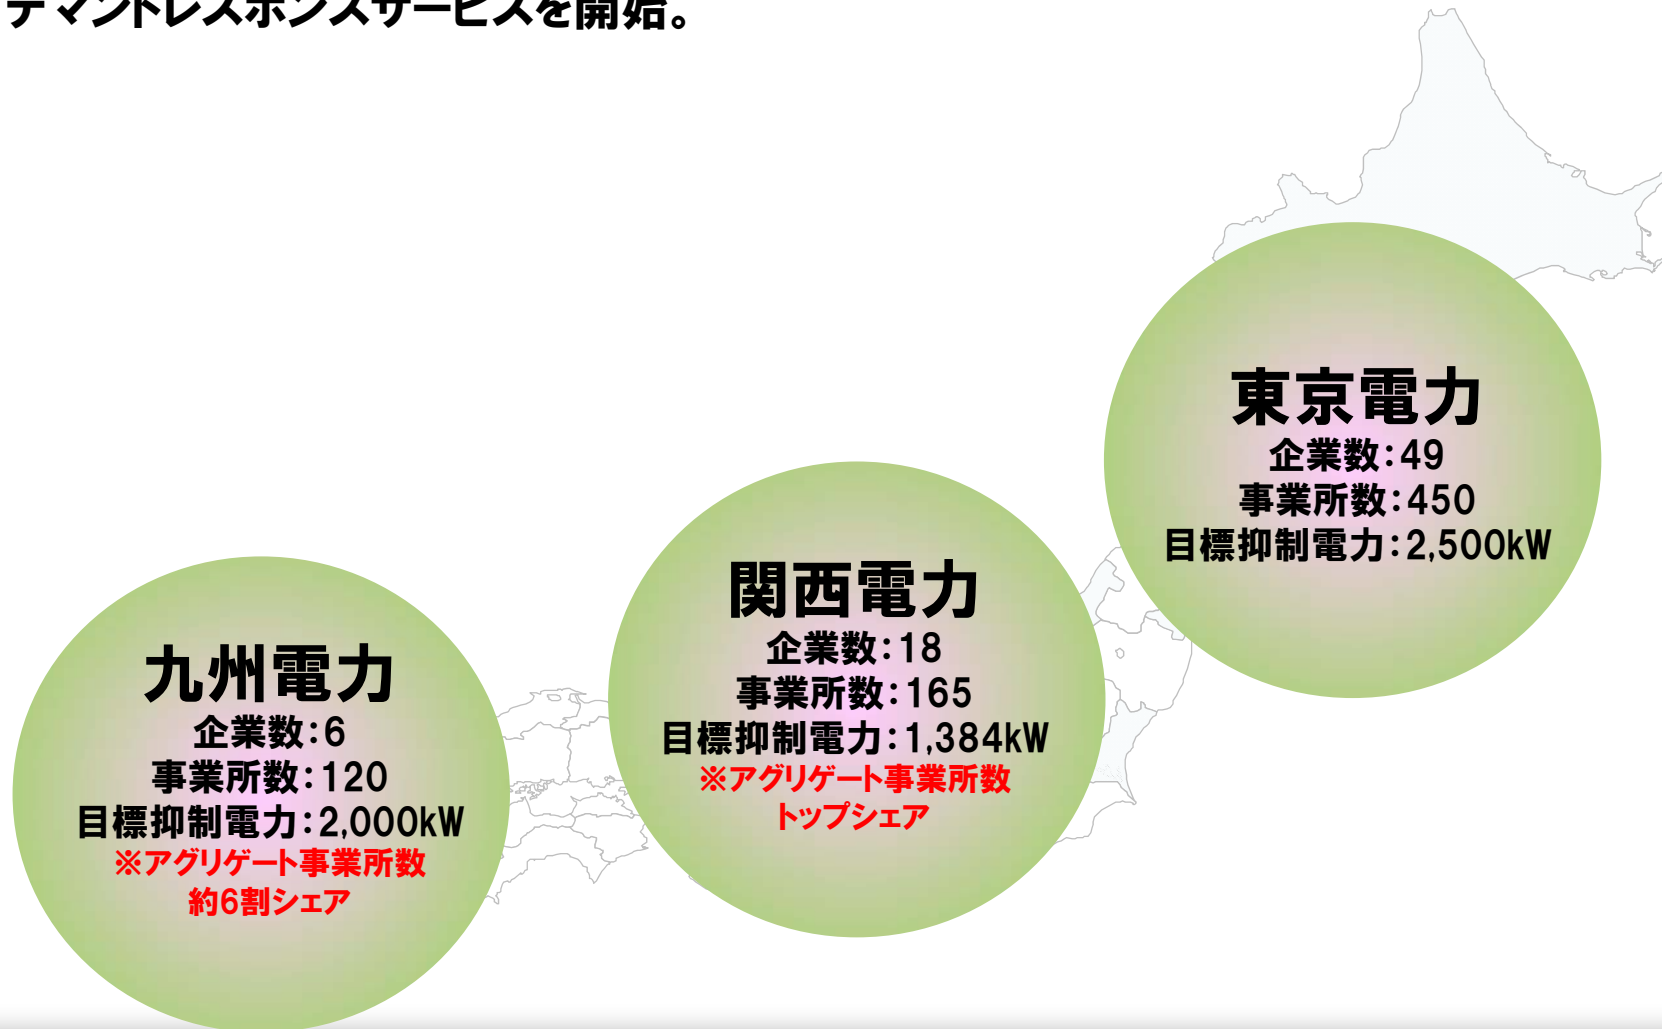 デマンドレスポンスサービスを開始。
東京電力
企業数：49
事業所数：450
目標抑制電力：2,500kW
関西電力
企業数：18
事業所数：165
目標抑制電力：1,384kW
※アグリゲート事業所数
トップシェア
九州電力
企業数：6
事業所数：120
目標抑制電力：2,000kW
※アグリゲート事業所数
約6割シェア